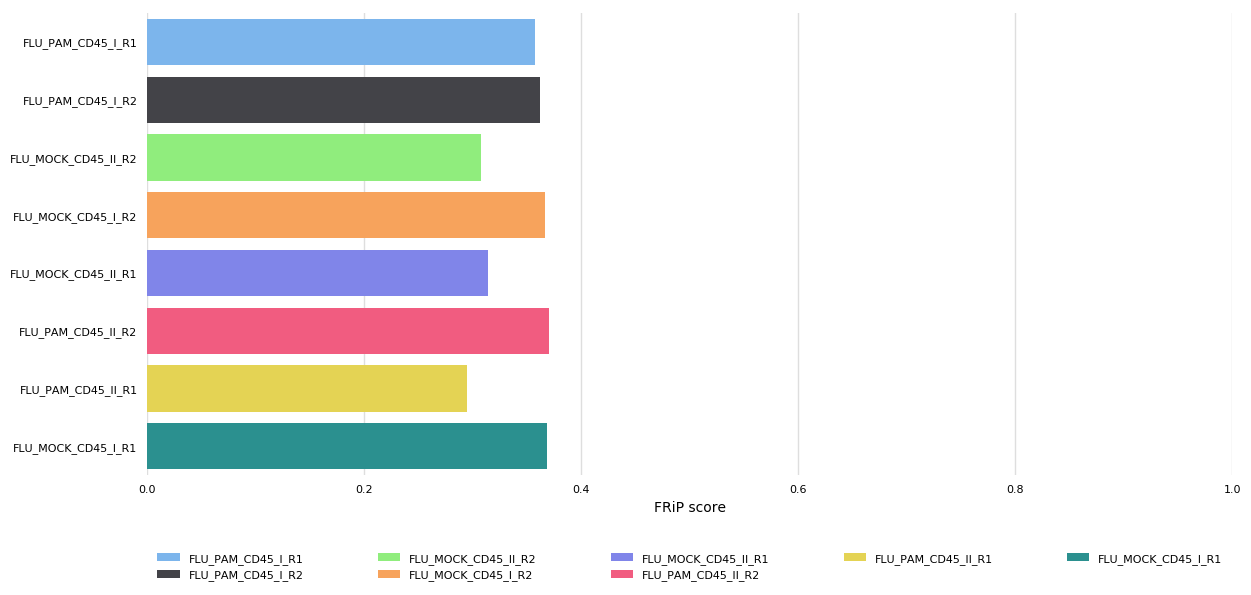 FLU_PAM_CD45_I_R1
FLU_PAM_CD45_I_R2
FLU_MOCK_CD45_II_R2
FLU_MOCK_CD45_I_R2
FLU_MOCK_CD45_II_R1
FLU_PAM_CD45_II_R2
FLU_PAM_CD45_II_R1
FLU_MOCK_CD45_I_R1
0.0 0.2 0.4 0.6 0.8 1.0
FRiP score
FLU_PAM_CD45_I_R1 FLU_MOCK_CD45_II_R2 FLU_MOCK_CD45_II_R1 FLU_PAM_CD45_II_R1 FLU_MOCK_CD45_I_R1
FLU_PAM_CD45_I_R2 FLU_MOCK_CD45_I_R2 FLU_PAM_CD45_II_R2